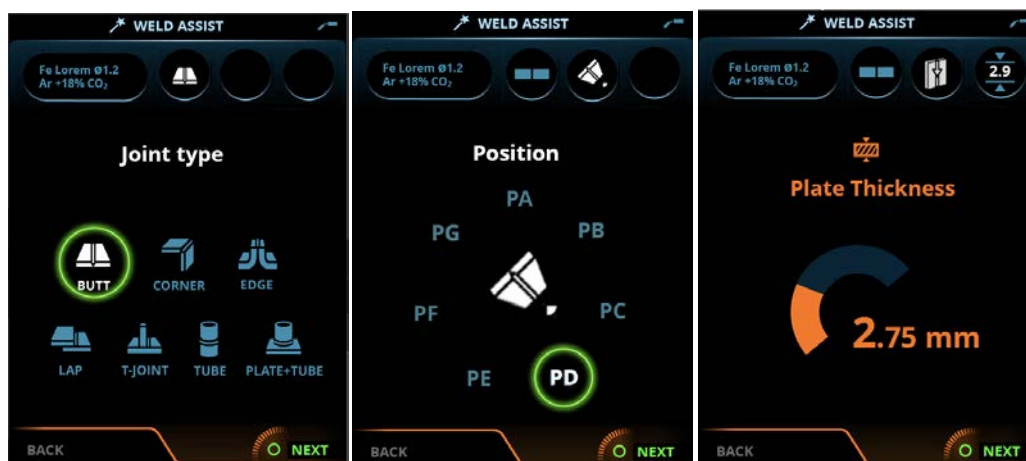 WELD ASSIST
Fe Lorem ø1.2
Ar +18% CO₂
Joint type
BUTT
CORNER
EDGE
LAP
T-JOINT
TUBE
PLATE+TUBE
BACK
NEXT
WELD ASSIST
Fe Lorem ø1.2
Ar +18% CO₂
Position
PA
PG
PB
PF
PC
PE
PD
BACK
NEXT
WELD ASSIST
Fe Lorem ø1.2
Ar +18% CO₂
2.9
Plate Thickness
2.75 mm
BACK
NEXT